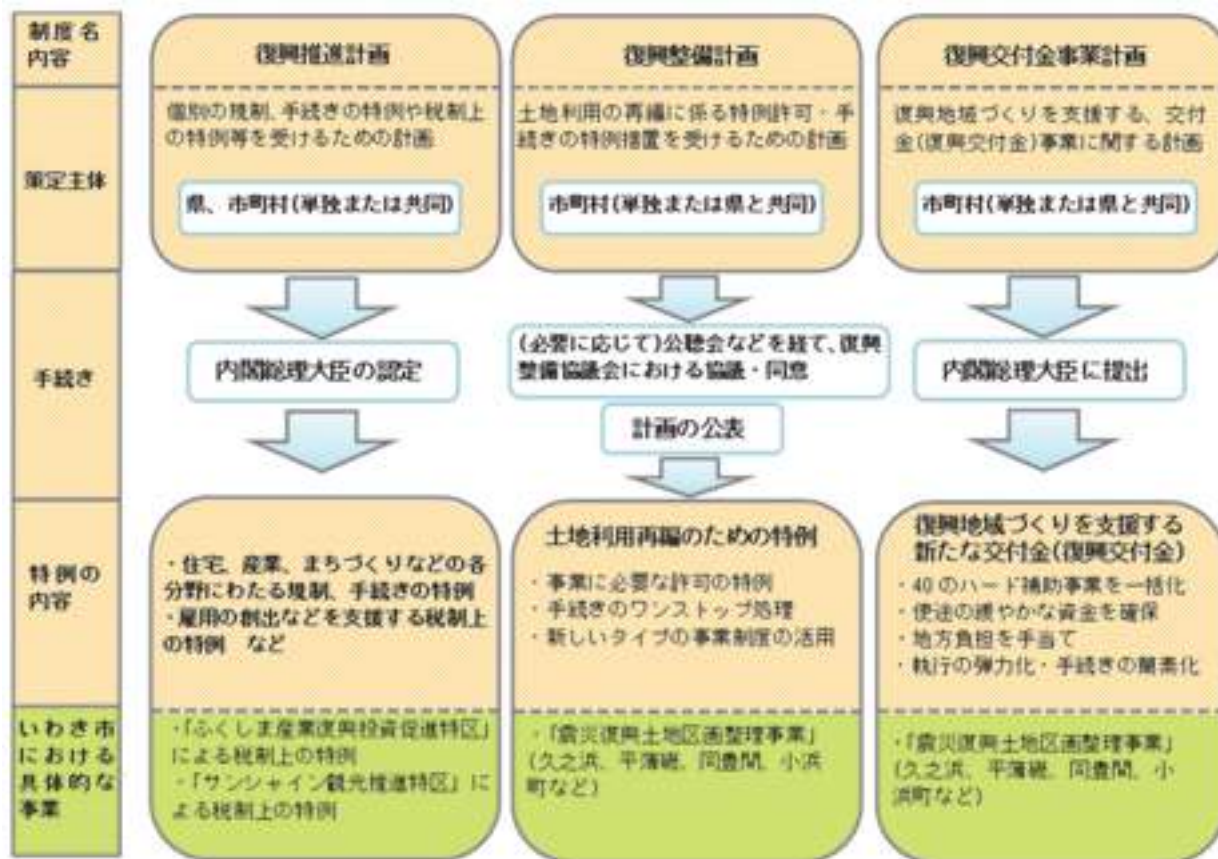 制度名
内容
復興推進計画
個別の規制、手続きの特例や税制上
の特例等を受けるための計画
復興整備計画
土地利用の再編に係る特例許可・手
続きの特例措置を受けるための計画
復興交付金事業計画
復興地域づくりを支援する、交付
金(復興交付金)事業に関する計画
策定主体
県、市町村(単独または共同)
市町村(単独または県と共同)
市町村(単独または県と共同)
手続き
内閣総理大臣の認定
(必要に応じて)公聴会などを経て、復興
整備協議会における協議・同意
計画の公表
内閣総理大臣に提出
特例の
内容
・住宅、産業、まちづくりなどの各
分野にわたる規制、手続きの特例
・雇用の創出などを支援する税制上
の特例　など
土地利用再編のための特例
・事業に必要な許可の特例
・手続きのワンストップ処理
・新しいタイプの事業制度の活用
復興地域づくりを支援する
新たな交付金(復興交付金)
・40のハード補助事業を一括化
・使途の緩やかな資金を確保
・地方負担を手当て
・執行の弾力化・手続きの簡素化
いわき市
における
具体的な
事業
・「ふくしま産業復興投資促進特区」
による税制上の特例
・「サンシャイン観光推進特区」に
よる税制上の特例
・「震災復興土地区画整理事業」
(久之浜、平薄磯、同豊間、小浜
町など)
・「震災復興土地区画整理事業」
(久之浜、平薄磯、同豊間、小
浜町など)